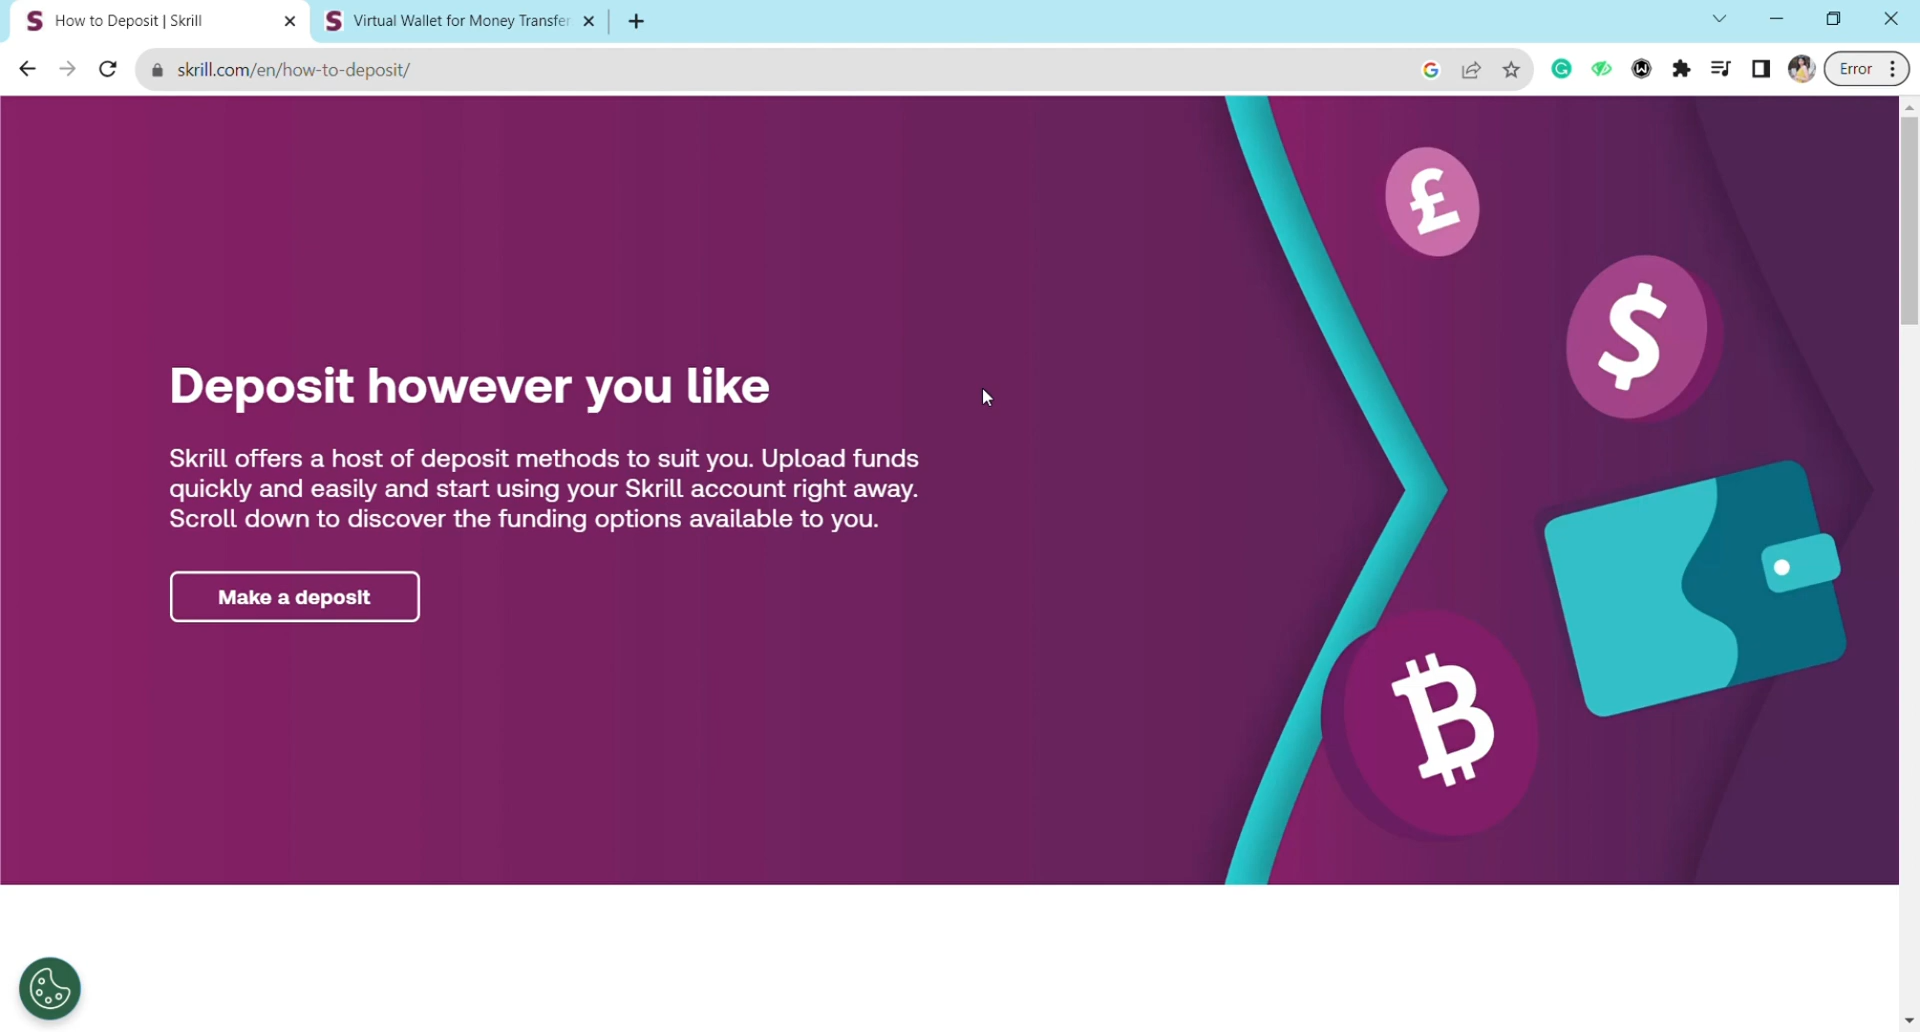 How to Deposit | Skrill
Virtual Wallet for Money Transfer
skrill.com/en/how-to-deposit/
Error
£
$
Deposit however you like
Skrill offers a host of deposit methods to suit you. Upload funds
quickly and easily and start using your Skrill account right away.
Scroll down to discover the funding options available to you.
Make a deposit
₿